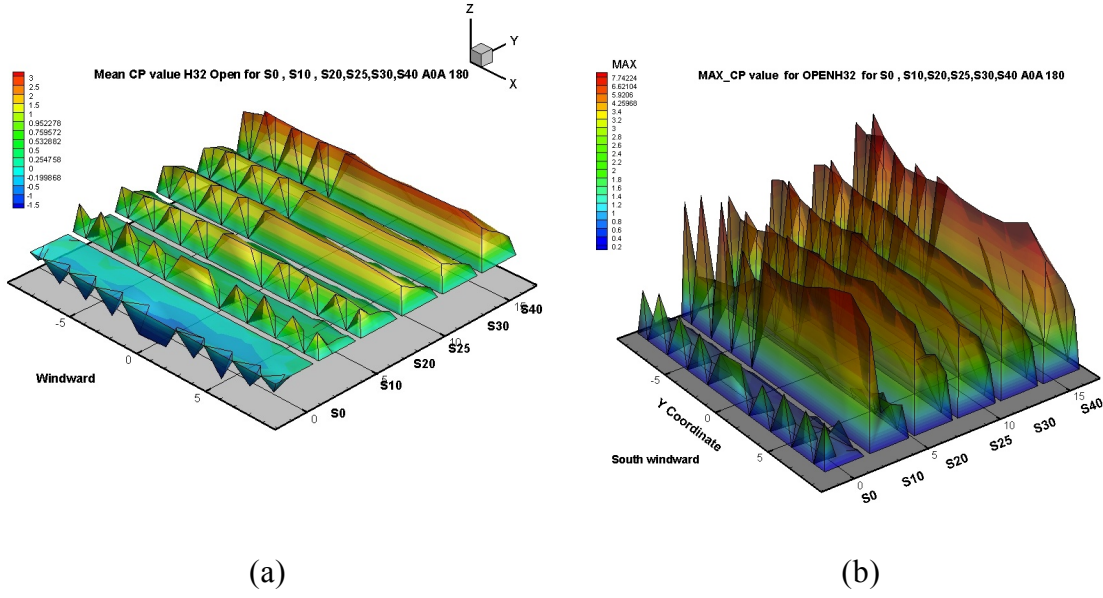 Z
Y
X
Mean CP value H32 Open for S0 , S10 , S20,S25,S30,S40 A0A 180
3
2.5
2
1.5
1
0.952278
0.759572
0.532882
0.5
0.254758
0
-0.199868
-0.5
-1
-1.5
-5
0
5
Windward
0
5
10
15
S0
S10
S20
S25
S30
S40
MAX_CP value for OPENH32 for S0 , S10,S20,S25,S30,S40 A0A 180
MAX
7.74224
6.62104
5.9206
4.25968
3.4
3.2
2.8
2.6
2.4
2.2
2
1.8
1.6
1.4
1.2
0.8
0.6
0.4
0.2
-5
0
5
Y Coordinate
South windward
0
5
10
15
S0
S10
S20
S25
S30
S40
(a)
(b)